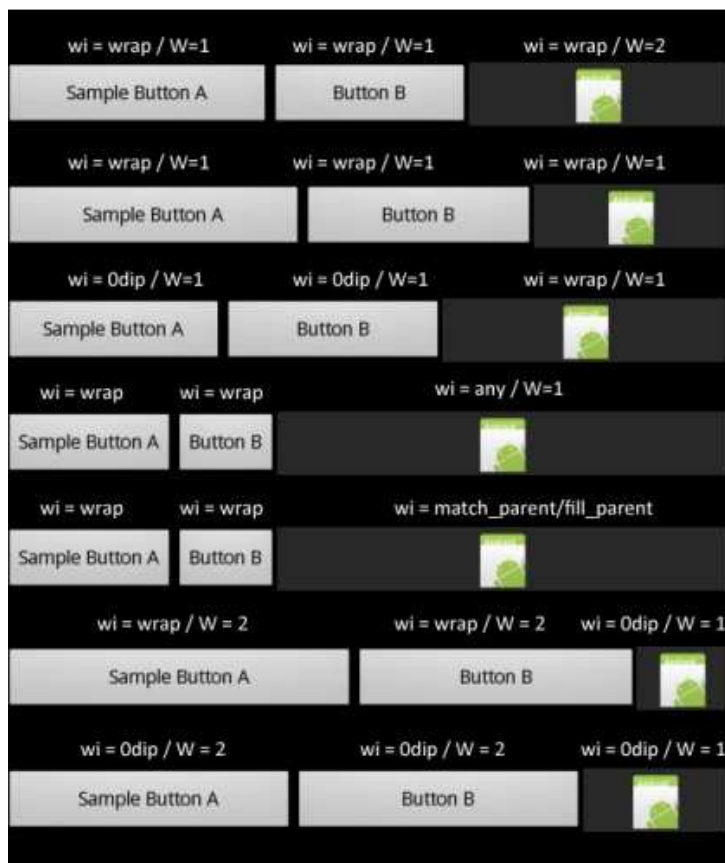 wi = wrap / W=1 wi = wrap / W=1 wi = wrap / W=2
Sample Button A Button B
wi = wrap / W=1 wi = wrap / W=1 wi = wrap / W=1
Sample Button A Button B
wi = 0dip / W=1 wi = 0dip / W=1 wi = wrap / W=1
Sample Button A Button B
wi = wrap wi = wrap wi = any / W=1
Sample Button A Button B
wi = wrap wi = wrap wi = match_parent/fill_parent
Sample Button A Button B
wi = wrap / W = 2 wi = wrap / W = 2 wi = 0dip / W = 1
Sample Button A Button B
wi = 0dip / W = 2 wi = 0dip / W = 2 wi = 0dip / W = 1
Sample Button A Button B